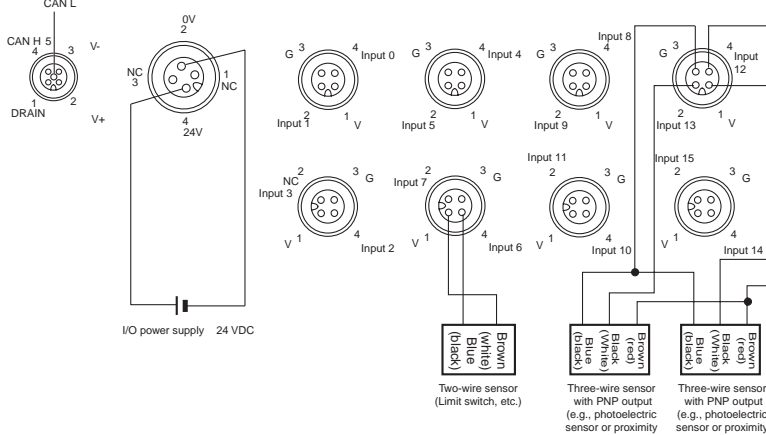 CAN L
CAN H 5
4
3
V-
1
DRAIN
2
V+
0V
2
NC
3
1
NC
4
24V
I/O power supply 24 VDC
G 3
4 Input 0
2
Input 1
1
V
G 3
4 Input 4
2
Input 5
1
V
Input 8
G 3
4
2
Input 9
1
V
G 3
4
Input
12
2
Input 13
1
V
NC 2
Input 3
3 G
V 1
4
Input 2
Input 7
2
3 G
V 1
4
Input 6
Input 11
2
3 G
V 1
4
Input 10
Input 15
2
3 G
V 1
4
Input 14
Brown
(white)
Blue
(black)
Two-wire sensor
(Limit switch, etc.)
Brown
(red)
Black
(White)
Blue
(black)
Three-wire sensor
with PNP output
(e.g., photoelectric
sensor or proximity
Brown
(red)
Black
(White)
Blue
(black)
Three-wire sensor
with PNP output
(e.g., photoelectric
sensor or proximity